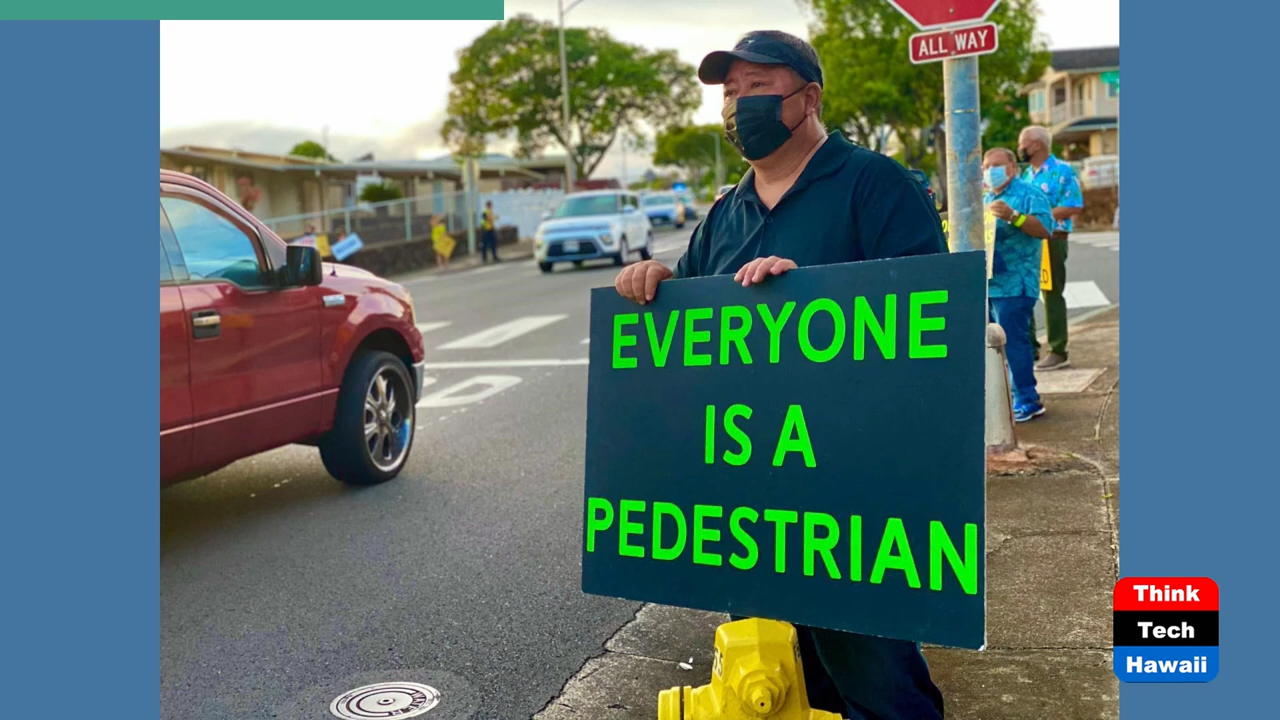 ALL WAY
EVERYONE
IS A
PEDESTRIAN
Think
Tech
Hawaii